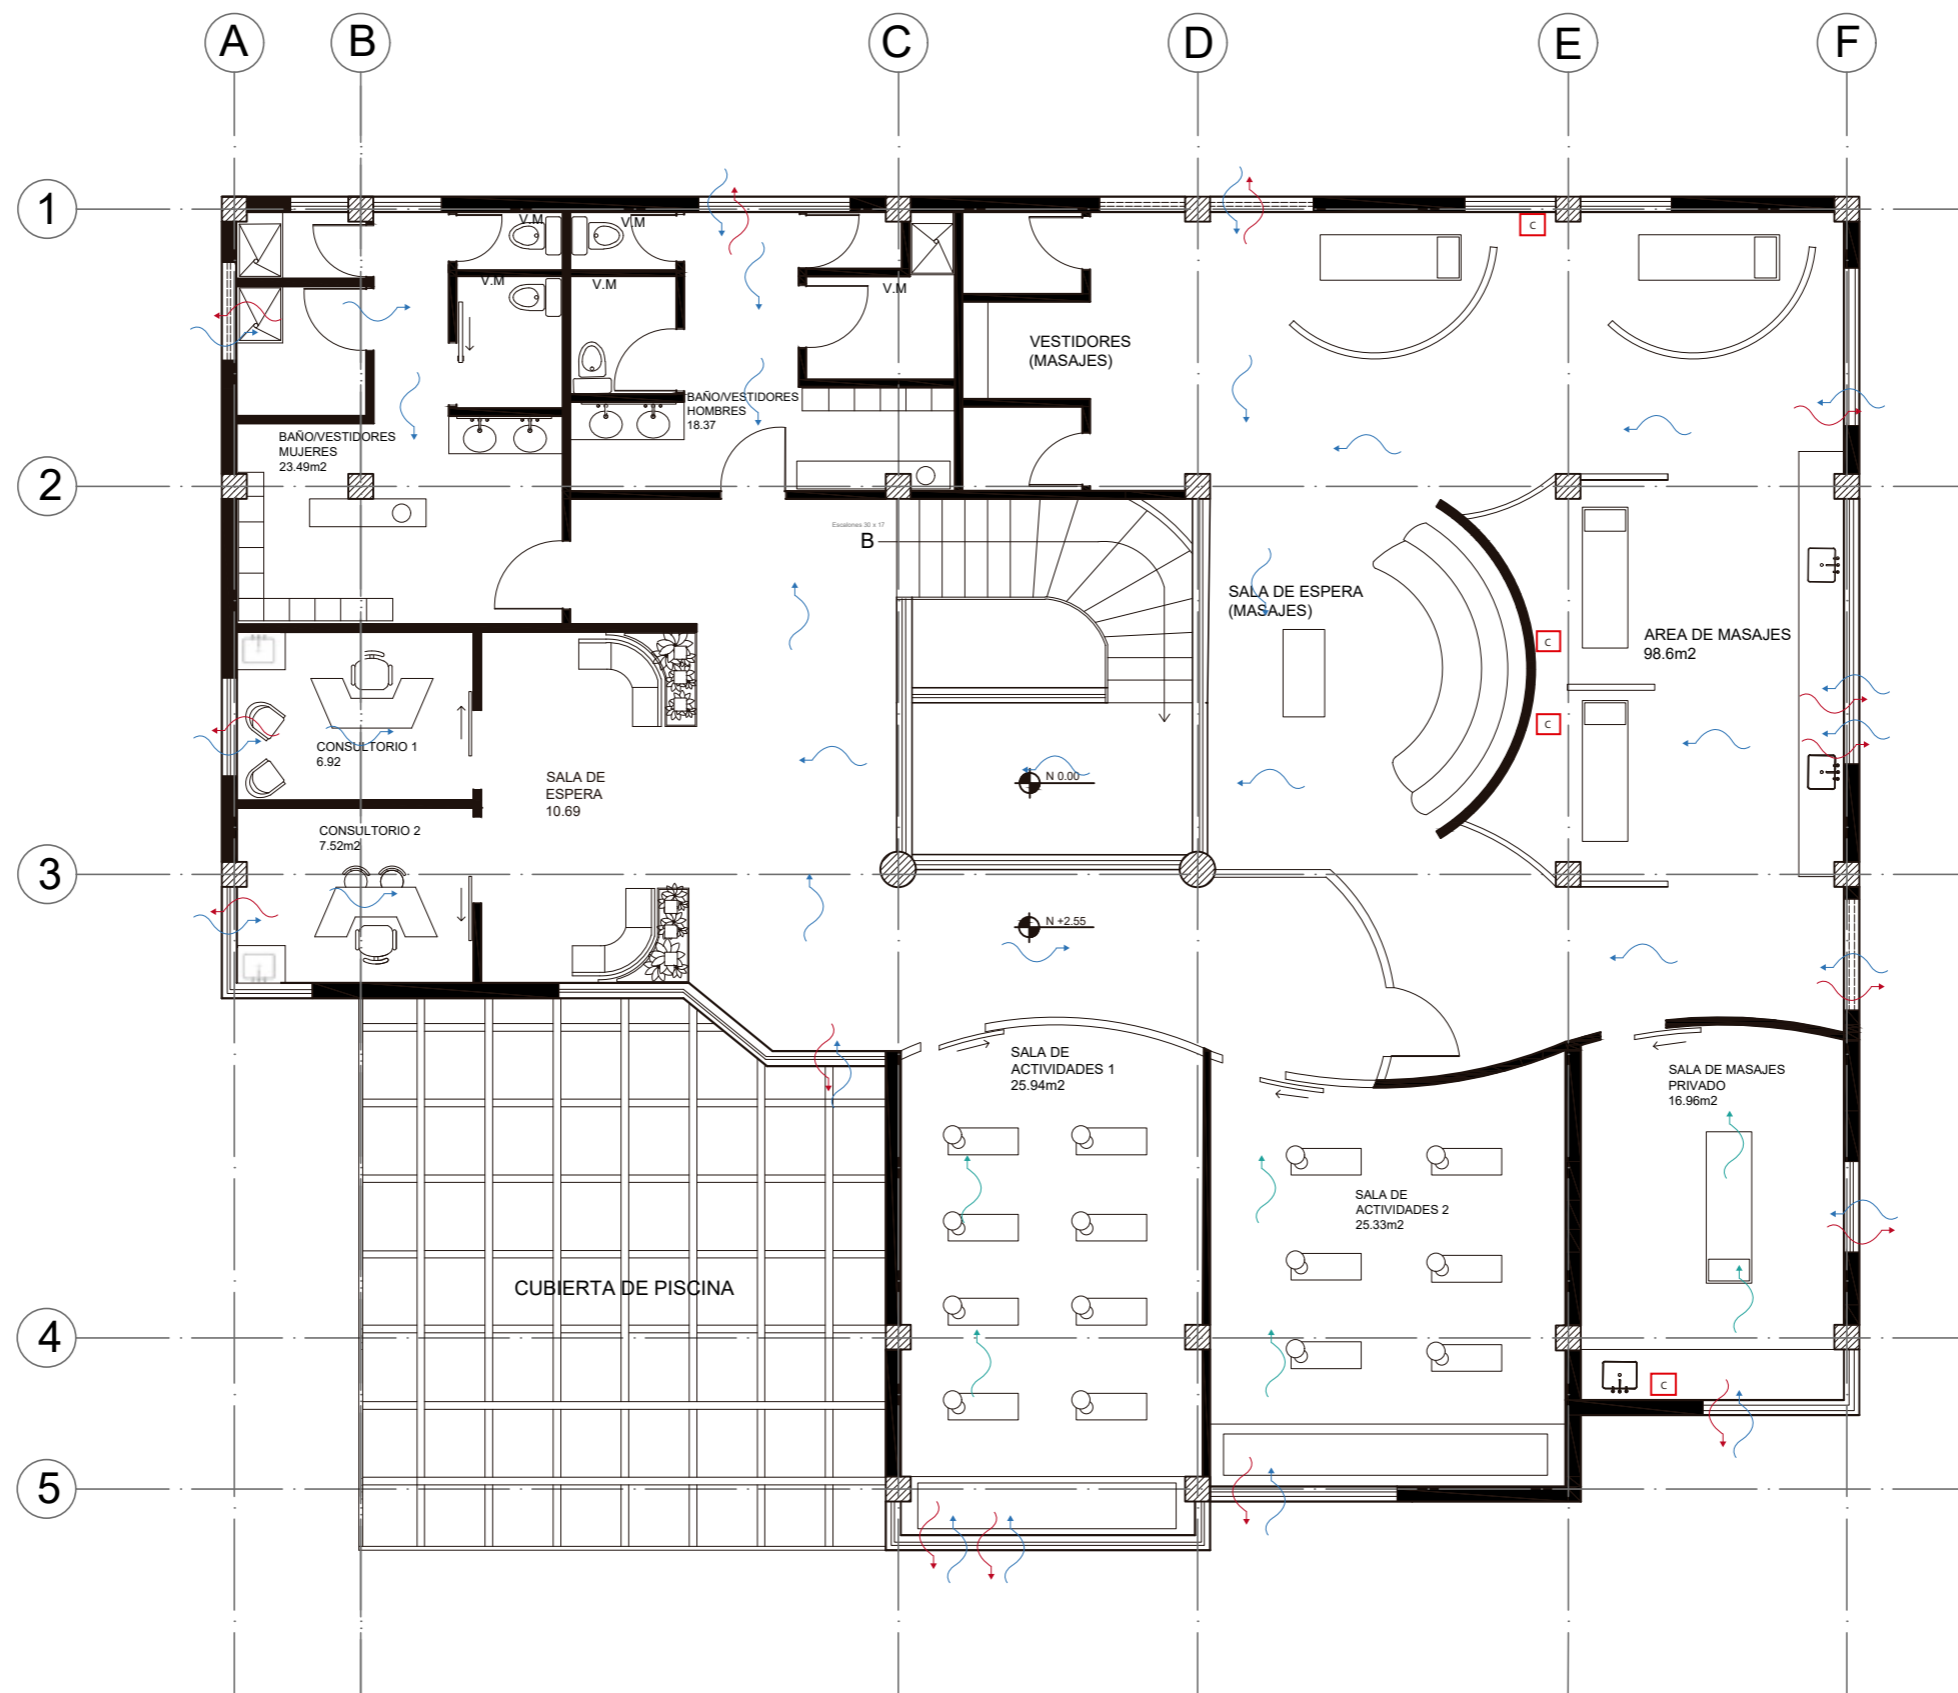 A
B
C
D
E
F
1
V.M
V.M
C
V.M
V.M
V.M
VESTIDORES
(MASAJES)
BAÑO/VESTIDORES
HOMBRES
18.37
BAÑO/VESTIDORES
MUJERES
23.49m2
2
Escalones 30 x 17
B
SALA DE ESPERA
(MASAJES)
C
AREA DE MASAJES
98.6m2
C
CONSULTORIO 1
6.92
SALA DE
ESPERA
10.69
N 0.00
CONSULTORIO 2
7.52m2
3
N +2.55
SALA DE
ACTIVIDADES 1
25.94m2
SALA DE MASAJES
PRIVADO
16.96m2
SALA DE
ACTIVIDADES 2
25.33m2
CUBIERTA DE PISCINA
4
C
5